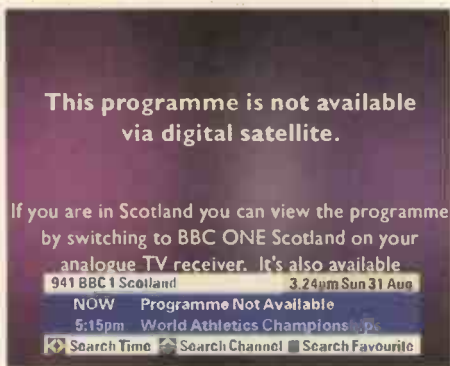 This programme is not available
via digital satellite.
If you are in Scotland you can view the programme
by switching to BBC ONE Scotland on your
analogue TV receiver. It's also available
941 BBC 1 Scotland 3.24pm Sun 31 Aug
NOW Programme Not Available
5:15pm World Athletics Champions
Search Time Search Channel Search Favourite